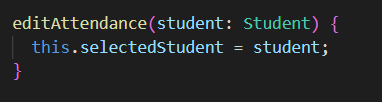 editAttendance(student: Student) {
  this.selectedStudent = student;
}